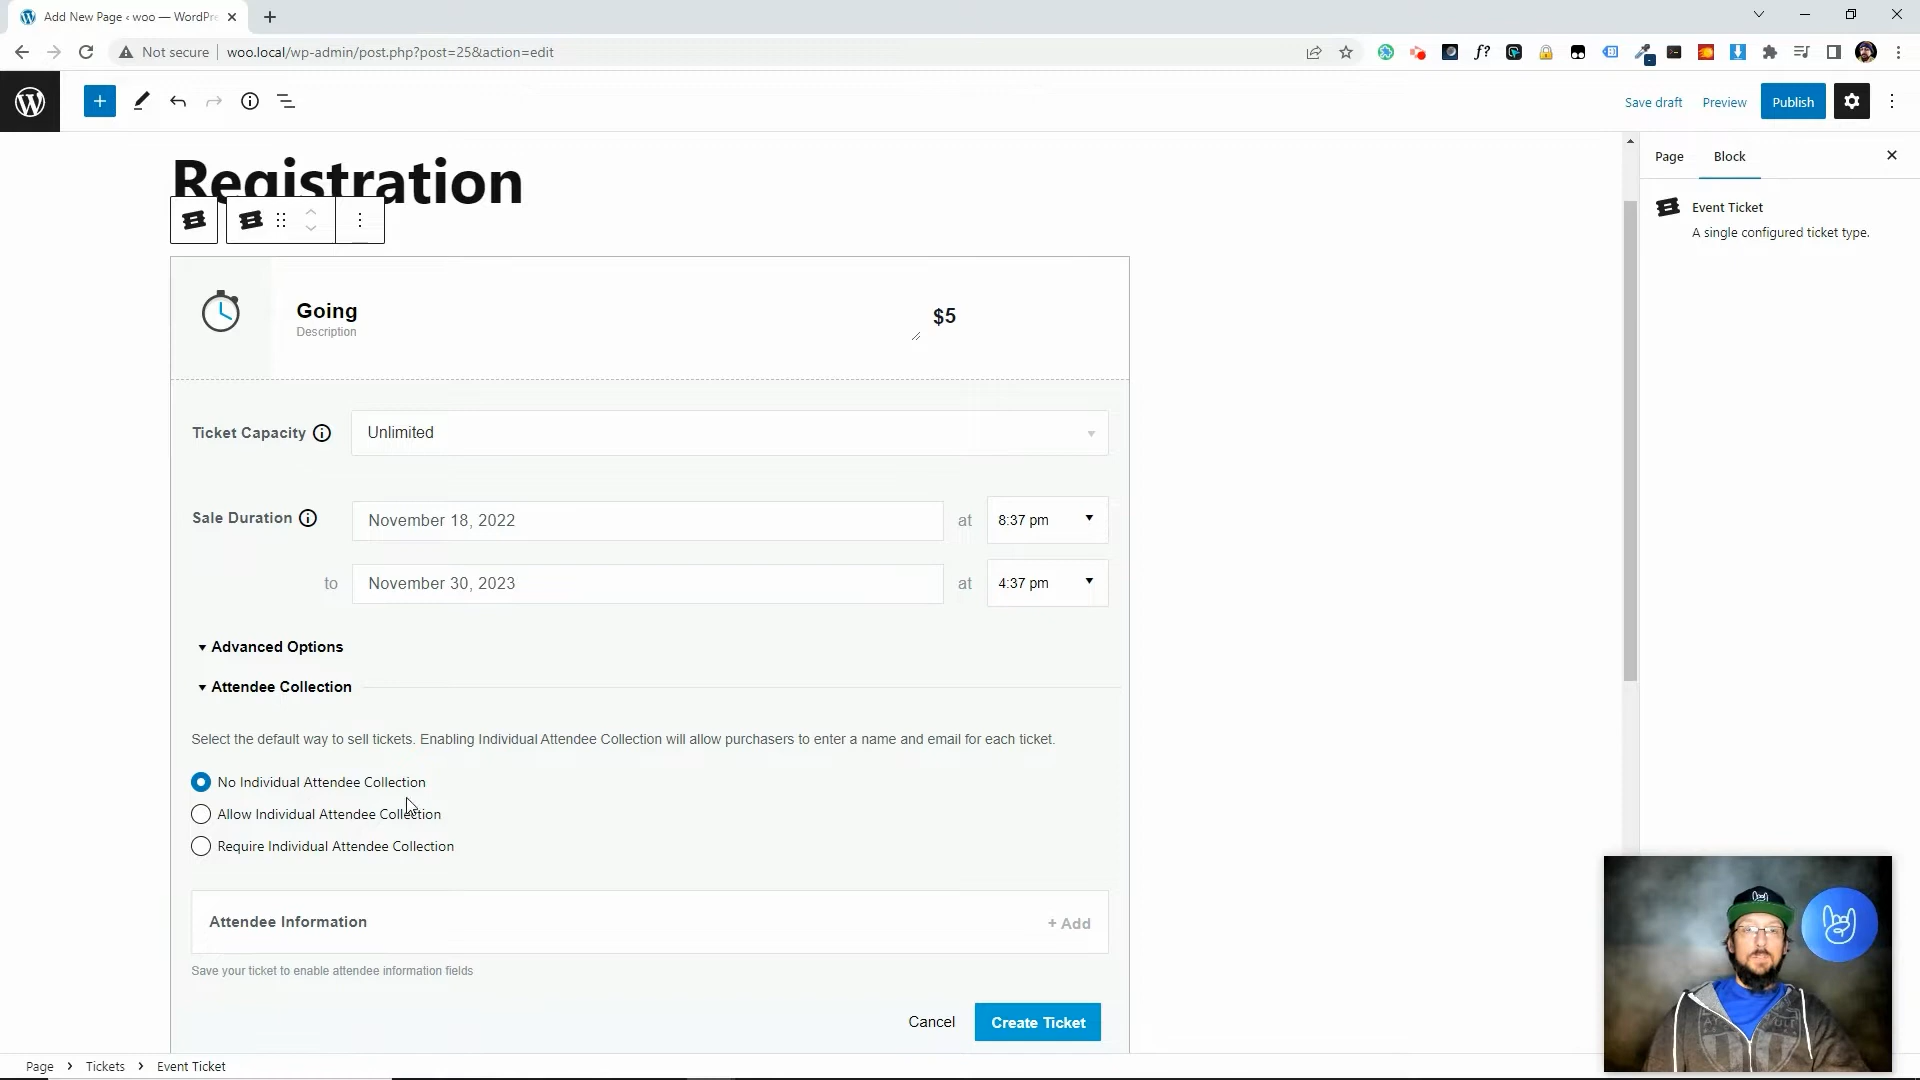 Add New Page ‹ woo — WordPre
Not secure
woo.local/wp-admin/post.php?post=25&action=edit
f?
Save draft
Preview
Publish
Registration
Page
Block
Event Ticket
A single configured ticket type.
Going
Description
$5
Ticket Capacity
Unlimited
Sale Duration
November 18, 2022
at
8:37 pm
to
November 30, 2023
at
4:37 pm
Advanced Options
Attendee Collection
Select the default way to sell tickets. Enabling Individual Attendee Collection will allow purchasers to enter a name and email for each ticket.
No Individual Attendee Collection
Allow Individual Attendee Collection
Require Individual Attendee Collection
Attendee Information
+ Add
Save your ticket to enable attendee information fields
Cancel
Create Ticket
Page
Tickets
Event Ticket